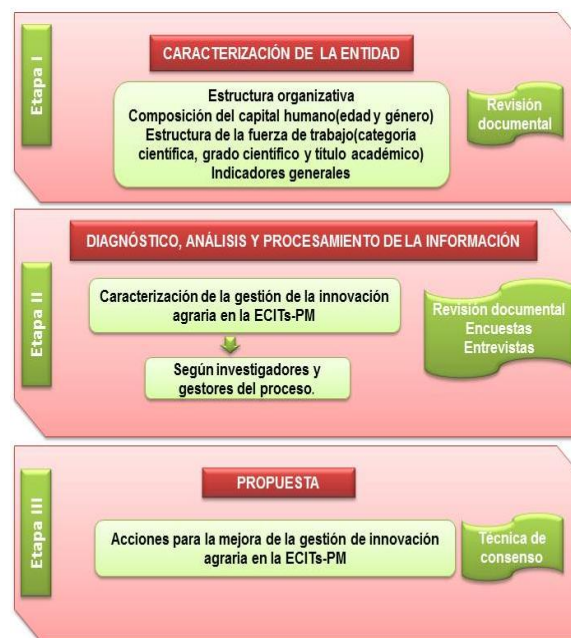 Etapa I
CARACTERIZACIÓN DE LA ENTIDAD
Estructura organizativa
Composición del capital humano(edad y género)
Estructura de la fuerza de trabajo(categoría
científica, grado científico y título académico)
Indicadores generales
Revisión
documental
Etapa II
DIAGNÓSTICO, ANÁLISIS Y PROCESAMIENTO DE LA INFORMACIÓN
Caracterización de la gestión de la innovación
agraria en la ECITs-PM
Según investigadores y
gestores del proceso.
Revisión documental
Encuestas
Entrevistas
Etapa III
PROPUESTA
Acciones para la mejora de la gestión de innovación
agraria en la ECITs-PM
Técnica de
consenso